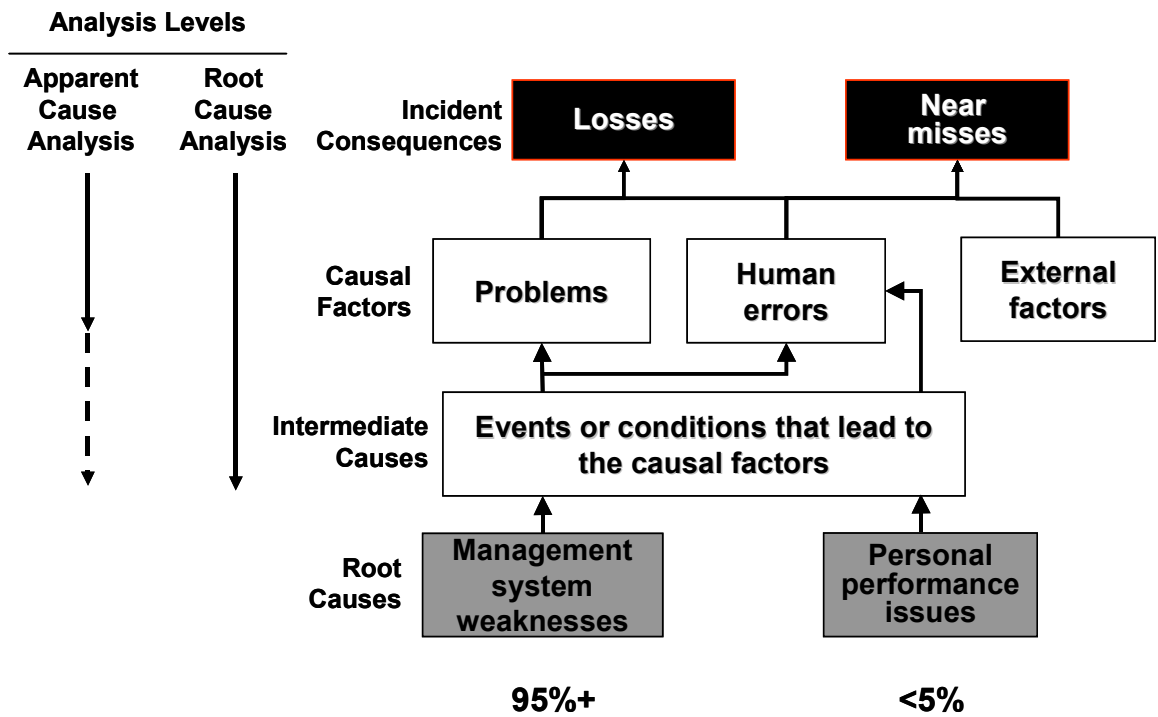 Analysis Levels
Apparent
Cause
Analysis
Root
Cause
Analysis
Incident
Consequences
Losses
Near
misses
Causal
Factors
Problems
Human
errors
External
factors
Intermediate
Causes
Events or conditions that lead to
the causal factors
Root
Causes
Management
system
weaknesses
Personal
performance
issues
95%+
<5%